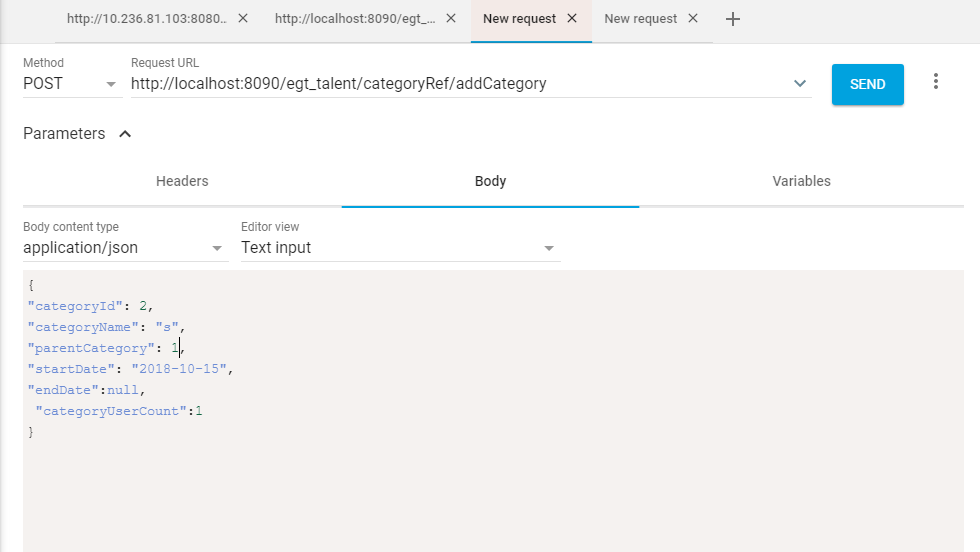 http://10.236.81.103:8080.. × http://localhost:8090/egt_... × New request × New request × +
Method Request URL
POST http://localhost:8090/egt_talent/categoryRef/addCategory SEND
Parameters
Headers Body Variables
Body content type Editor view
application/json Text input
{
"categoryId": 2,
"categoryName": "s",
"parentCategory": 1,
"startDate": "2018-10-15",
"endDate":null,
"categoryUserCount":1
}